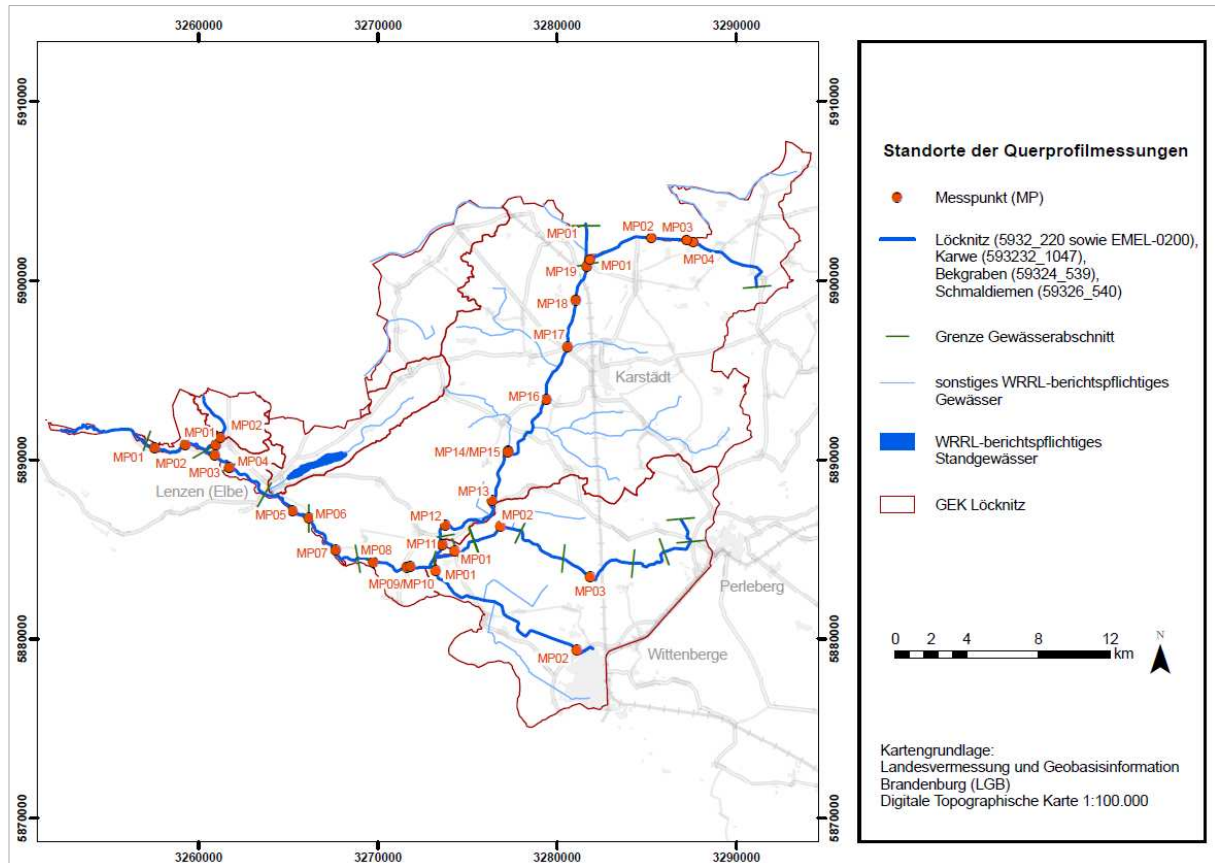 3260000
3270000
3280000
3290000
5910000
5910000
5900000
5900000
5890000
5890000
5880000
5880000
5870000
5870000
MP01
MP02
MP03
MP19
MP01
MP04
MP18
MP17
Karstädt
MP16
MP01
MP02
MP14/MP15
MP01
MP02
MP03
MP04
Lenzen (Elbe)
MP13
MP05
MP06
MP12
MP02
MP07
MP08
MP11
MP01
MP09/MP10
MP01
MP03
Perleberg
MP02
Wittenberge
3260000
3270000
3280000
3290000
Standorte der Querprofilmessungen
Messpunkt (MP)
Löcknitz (5932_220 sowie EMEL-0200),
Karwe (593232_1047),
Bekgraben (59324_539),
Schmaldiemen (59326_540)
Grenze Gewässerabschnitt
sonstiges WRRL-berichtspflichtiges
Gewässer
WRRL-berichtspflichtiges
Standgewässer
GEK Löcknitz
0 2 4 8 12
km
N
Kartengrundlage:
Landesvermessung und Geobasisinformation
Brandenburg (LGB)
Digitale Topographische Karte 1:100.000